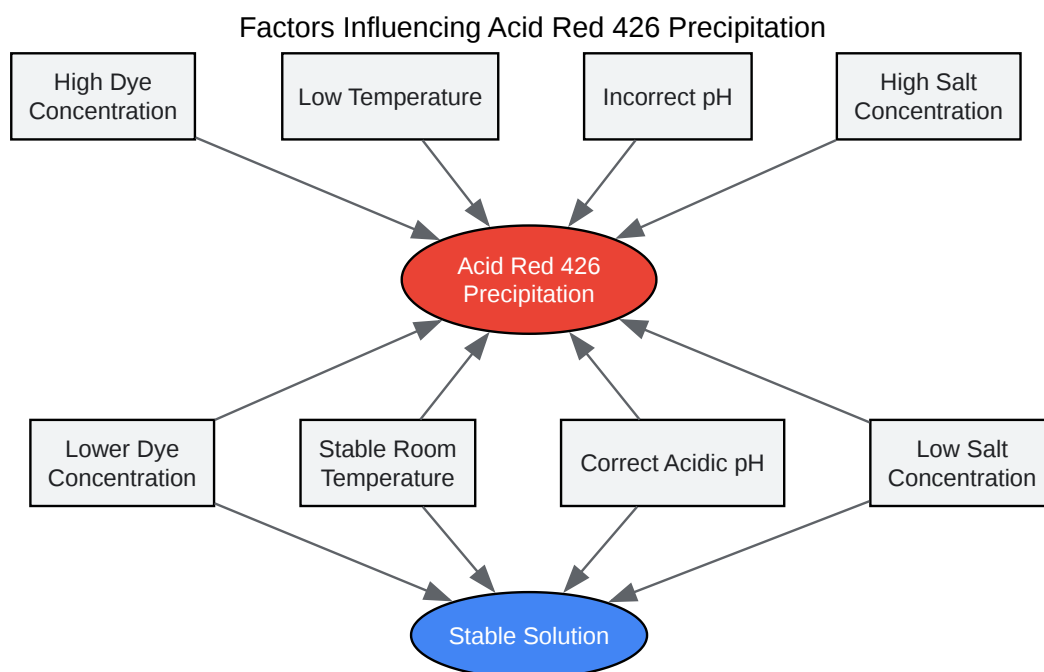 Factors Influencing Acid Red 426 Precipitation
High Dye
Concentration
Low Temperature
Incorrect pH
High Salt
Concentration
Acid Red 426
Precipitation
Lower Dye
Concentration
Stable Room
Temperature
Correct Acidic pH
Low Salt
Concentration
Stable Solution